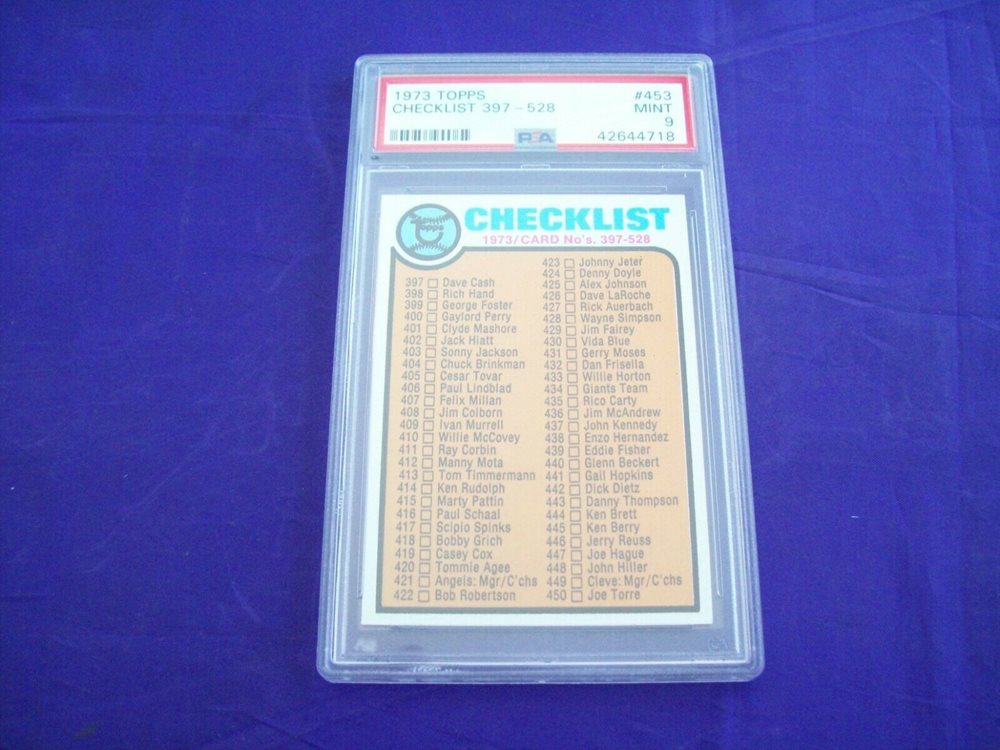 1973 TOPPS #453
CHECKLIST 397 - 528 MINT
9
PSA 42644718
Topps
CHECKLIST
1973/CARD No's. 397-528
397 Dave Cash
398 Rich Hand
399 George Foster
400 Gaylord Perry
401 Clyde Mashore
402 Jack Hiatt
403 Sonny Jackson
404 Chuck Brinkman
405 Cesar Tovar
406 Paul Lindblad
407 Felix Millan
408 Jim Colborn
409 Ivan Murrell
410 Willie McCovey
411 Ray Corbin
412 Manny Mota
413 Tom Timmermann
414 Ken Rudolph
415 Marty Pattin
416 Paul Schaal
417 Scipio Spinks
418 Bobby Grich
419 Casey Cox
420 Tommie Agee
421 Angels: Mgr/C'chs
422 Bob Robertson
423 Johnny Jeter
424 Denny Doyle
425 Alex Johnson
426 Dave LaRoche
427 Rick Auerbach
428 Wayne Simpson
429 Jim Fairey
430 Vida Blue
431 Gerry Moses
432 Dan Frisella
433 Willie Horton
434 Giants Team
435 Rico Carty
436 Jim McAndrew
437 John Kennedy
438 Enzo Hernandez
439 Eddie Fisher
440 Glenn Beckert
441 Gail Hopkins
442 Dick Dietz
443 Danny Thompson
444 Ken Brett
445 Ken Berry
446 Jerry Reuss
447 Joe Hague
448 John Hiller
449 Cleve: Mgr/C'chs
450 Joe Torre